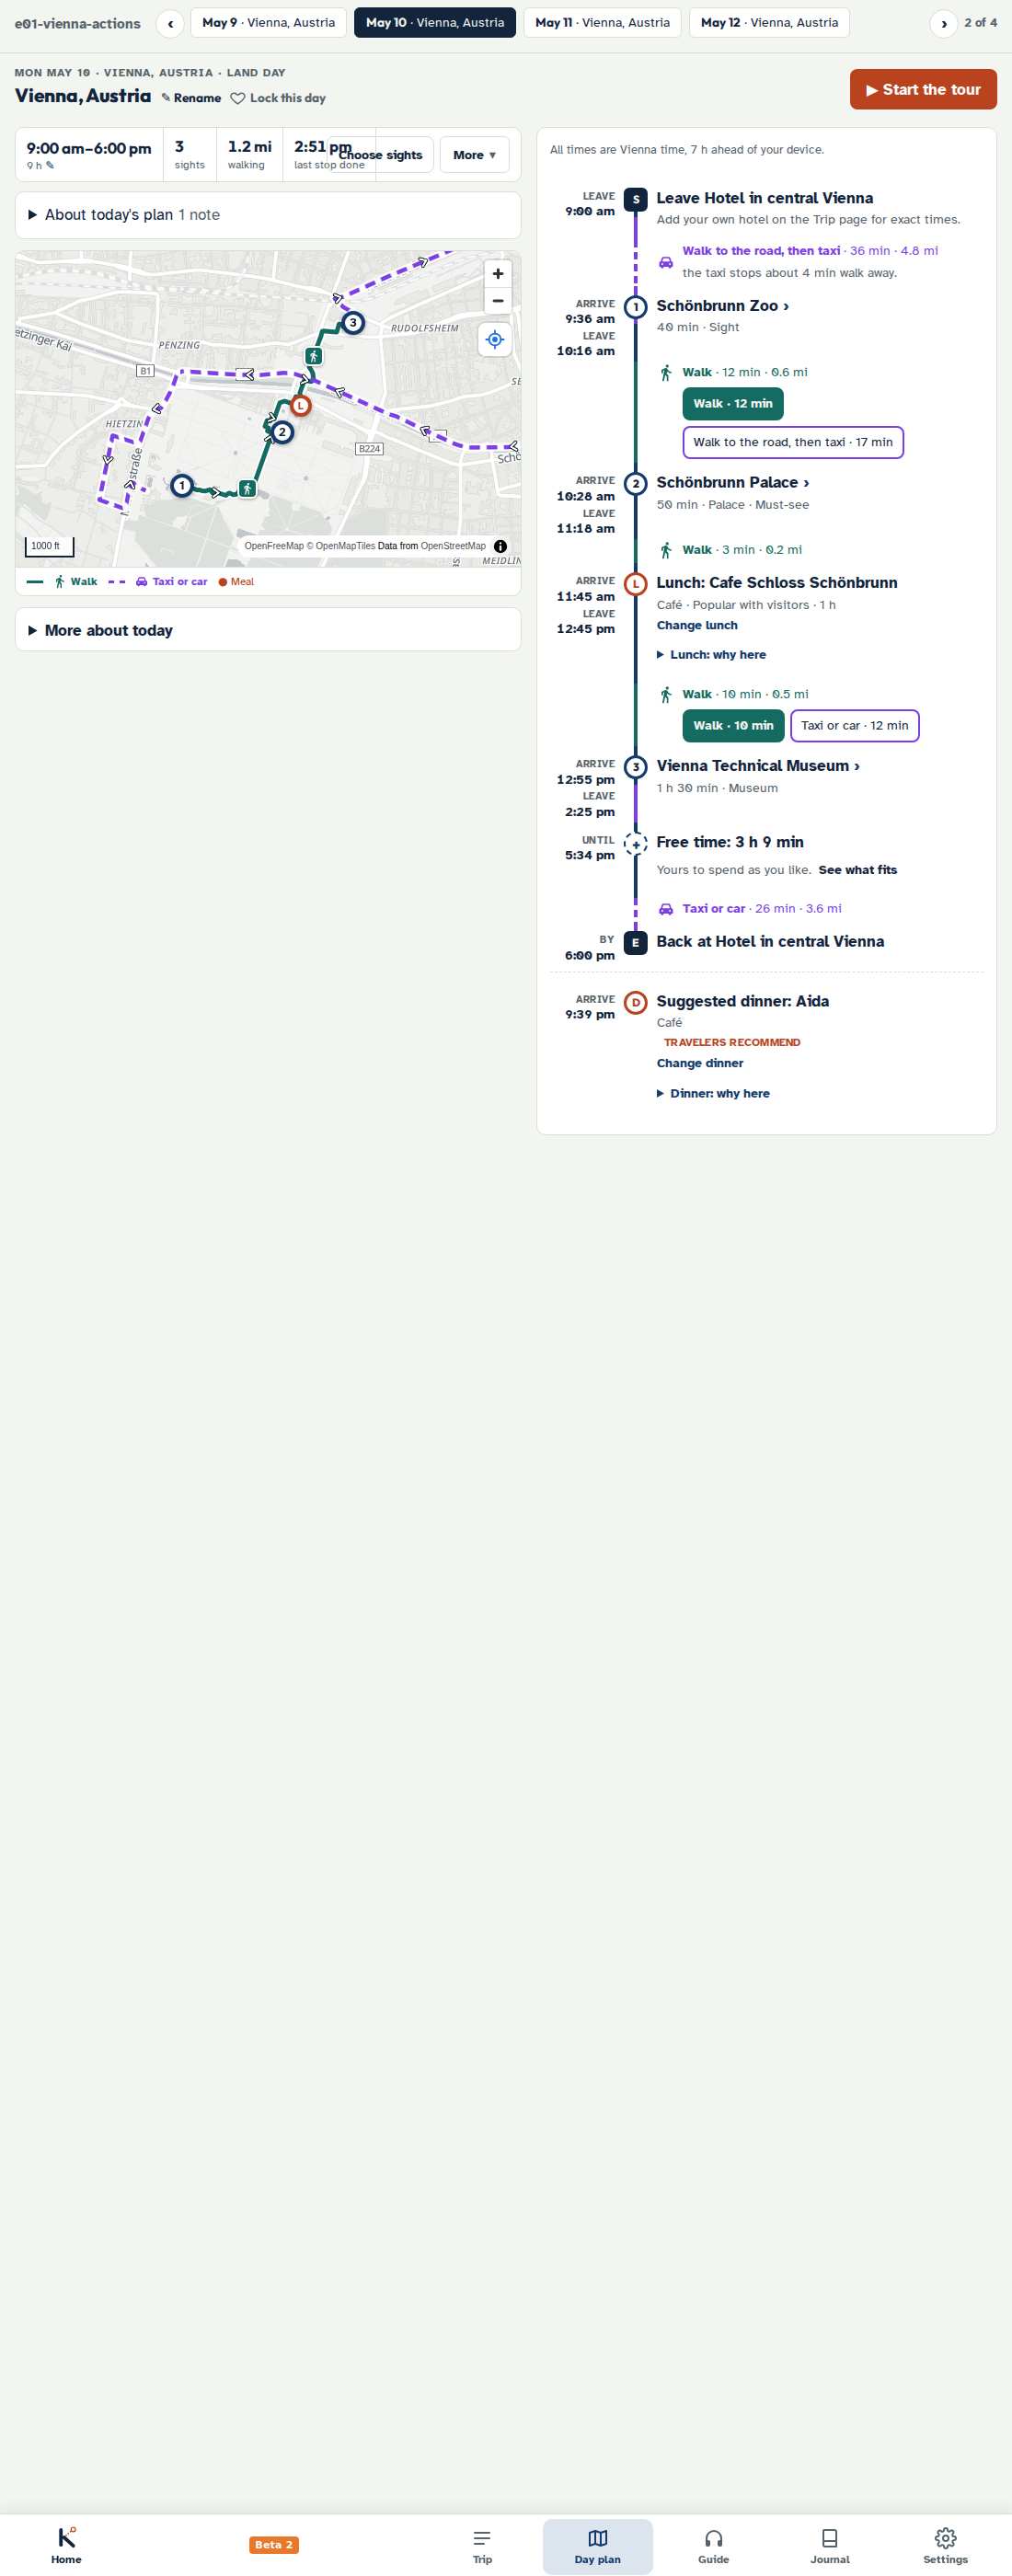 e01-vienna-actions
‹
May 9 · Vienna, Austria
May 10 · Vienna, Austria
May 11 · Vienna, Austria
May 12 · Vienna, Austria
›
2 of 4
MON MAY 10 · VIENNA, AUSTRIA · LAND DAY
Vienna, Austria ✎ Rename Lock this day
▶ Start the tour
9:00 am–6:00 pm
9 h ✎
3
sights
1.2 mi
walking
2:51 pm
last stop done
Choose sights
More ▼
▶ About today's plan 1 note
etzinger Kai
PENZING
RUDOLFSHEIM
B1
HIETZIN
straße
B224
Scho
SE
MEIDLIN
1
2
3
L
+
−
1000 ft
OpenFreeMap © OpenMapTiles Data from OpenStreetMap
Walk
Taxi or car
Meal
▶ More about today
All times are Vienna time, 7 h ahead of your device.
LEAVE
9:00 am
S
Leave Hotel in central Vienna
Add your own hotel on the Trip page for exact times.
Walk to the road, then taxi · 36 min · 4.8 mi
the taxi stops about 4 min walk away.
ARRIVE
9:36 am
LEAVE
10:16 am
1
Schönbrunn Zoo ›
40 min · Sight
Walk · 12 min · 0.6 mi
Walk · 12 min
Walk to the road, then taxi · 17 min
ARRIVE
10:28 am
LEAVE
11:18 am
2
Schönbrunn Palace ›
50 min · Palace · Must-see
Walk · 3 min · 0.2 mi
ARRIVE
11:45 am
LEAVE
12:45 pm
L
Lunch: Cafe Schloss Schönbrunn
Café · Popular with visitors · 1 h
Change lunch
▶ Lunch: why here
Walk · 10 min · 0.5 mi
Walk · 10 min
Taxi or car · 12 min
ARRIVE
12:55 pm
LEAVE
2:25 pm
3
Vienna Technical Museum ›
1 h 30 min · Museum
UNTIL
5:34 pm
+
Free time: 3 h 9 min
Yours to spend as you like. See what fits
Taxi or car · 26 min · 3.6 mi
BY
6:00 pm
E
Back at Hotel in central Vienna
ARRIVE
9:39 pm
D
Suggested dinner: Aida
Café
TRAVELERS RECOMMEND
Change dinner
▶ Dinner: why here
Home
Beta 2
Trip
Day plan
Guide
Journal
Settings